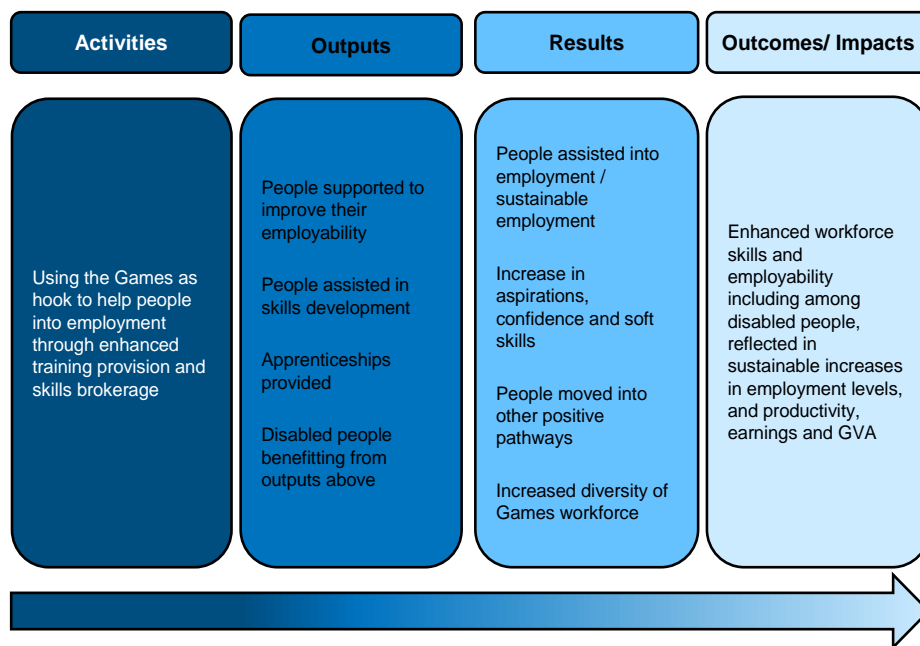 Activities
Outputs
Results
Outcomes/ Impacts
Using the Games as
hook to help people
into employment
through enhanced
training provision and
skills brokerage
People supported to
improve their
employability
People assisted in
skills development
Apprenticeships
provided
Disabled people
benefitting from
outputs above
People assisted into
employment /
sustainable
employment
Increase in
aspirations,
confidence and soft
skills
People moved into
other positive
pathways
Increased diversity of
Games workforce
Enhanced workforce
skills and
employability
including among
disabled people,
reflected in
sustainable increases
in employment levels,
and productivity,
earnings and GVA